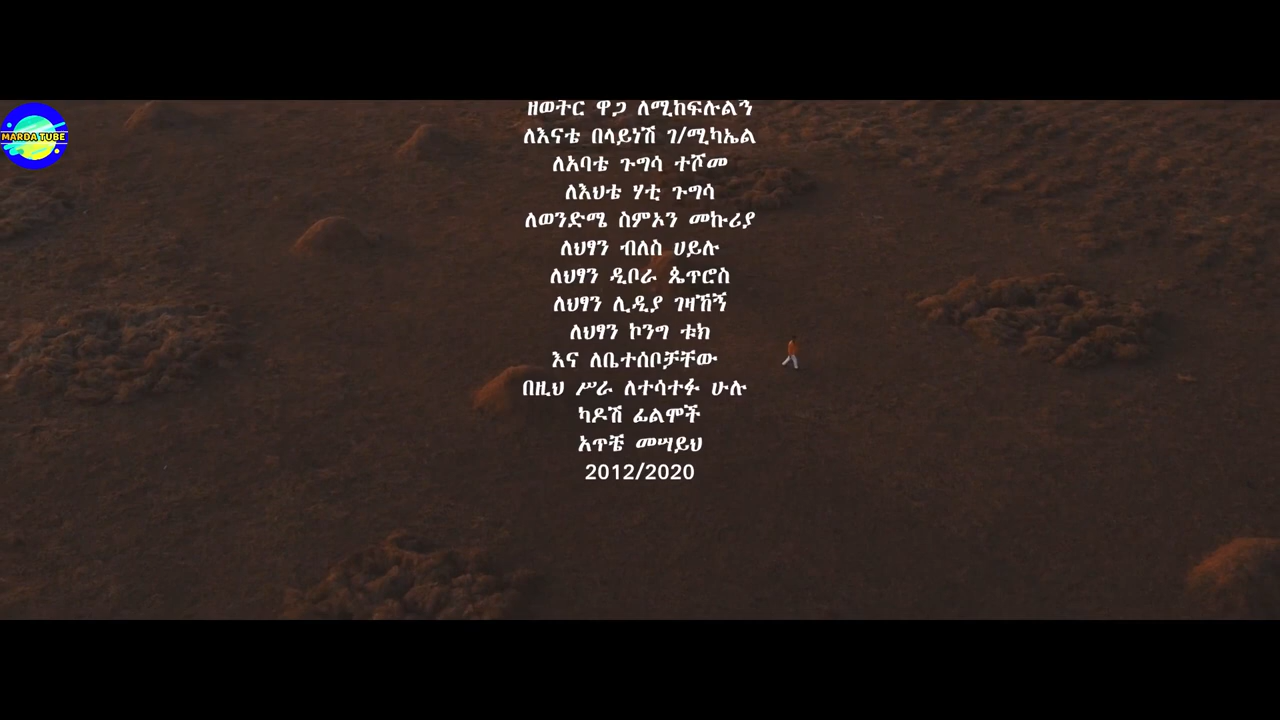 MARDA TUBE
ዘወትር ዋጋ ለሚከፍሉልን
ለእናቴ በላይነሽ ገ/ሚካኤል
ለአባቴ ጉግሳ ተሾመ
ለእህቴ ሃቲ ጉግሳ
ለወንድሜ ስምኦን መኩሪያ
ለህፃን ብለስ ሀይሉ
ለህፃን ዲቦራ ጴጥሮስ
ለህፃን ሊዲያ ገዛኸኝ
ለህፃን ኮንግ ቱክ
እና ለቤተሰቦቻቸው
በዚህ ሥራ ለተሳተፉ ሁሉ
ካዶሽ ፊልሞች
አጥቼ መሣይህ
2012/2020